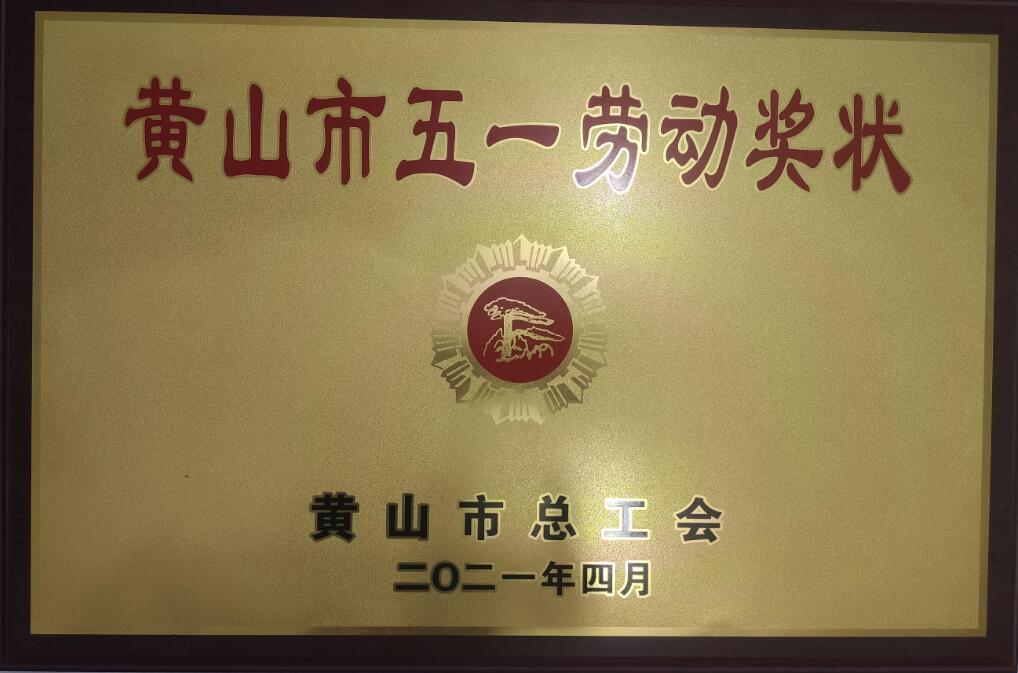 黄山市五一劳动奖状
黄山市总工会
二〇二一年四月